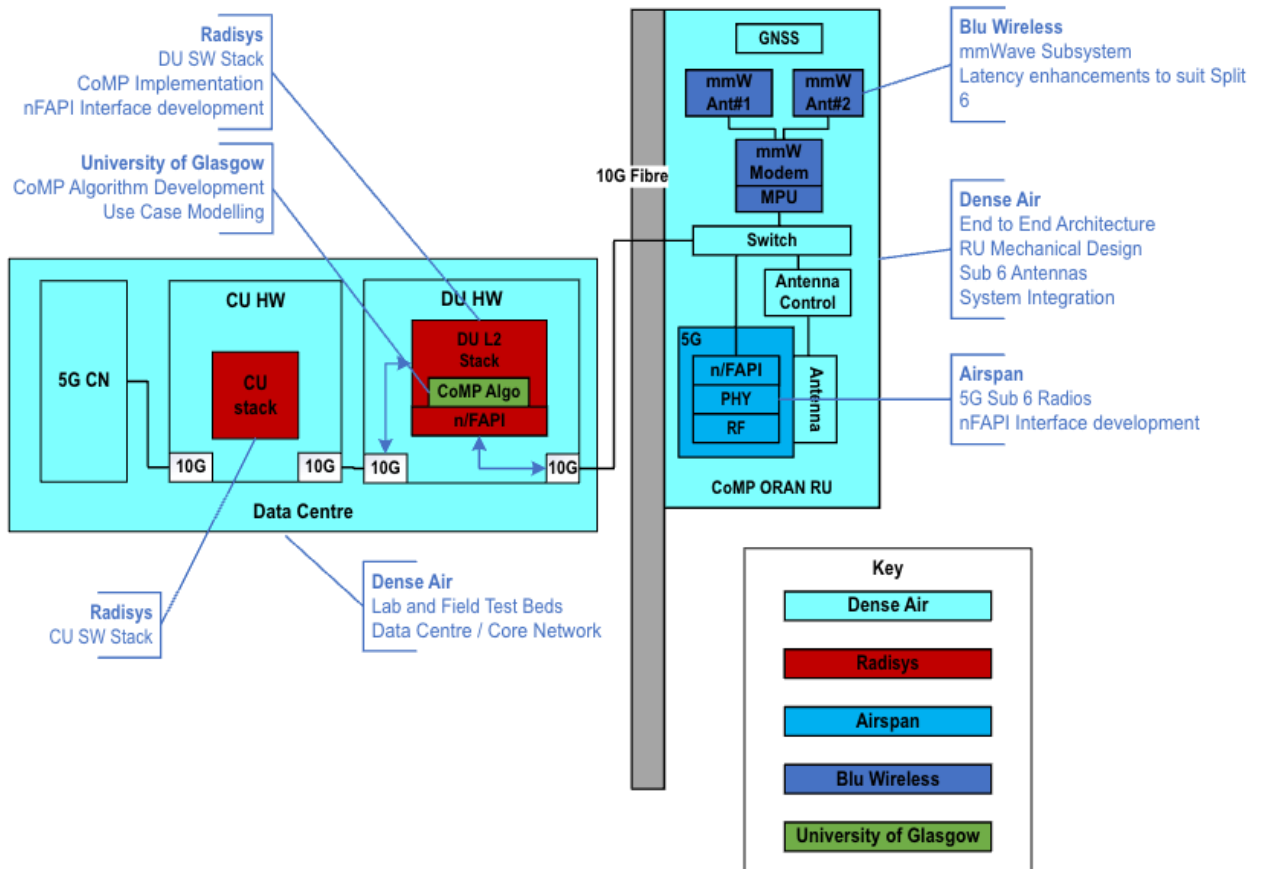 Radisys
DU SW Stack
CoMP Implementation
nFAPI Interface development
University of Glasgow
CoMP Algorithm Development
Use Case Modelling
GNSS
mmW
Ant#1
mmW
Ant#2
mmW
Modem
MPU
10G Fibre
Switch
Antenna
Control
5G
n/FAPI
PHY
RF
Antenna
CoMP ORAN RU
Blu Wireless
mmWave Subsystem
Latency enhancements to suit Split
6
Dense Air
End to End Architecture
RU Mechanical Design
Sub 6 Antennas
System Integration
Airspan
5G Sub 6 Radios
nFAPI Interface development
5G CN
CU HW
CU
stack
10G
10G
DU HW
DU L2
Stack
CoMP Algo
n/FAPI
10G
10G
Data Centre
Radisys
CU SW Stack
Dense Air
Lab and Field Test Beds
Data Centre / Core Network
Key
Dense Air
Radisys
Airspan
Blu Wireless
University of Glasgow